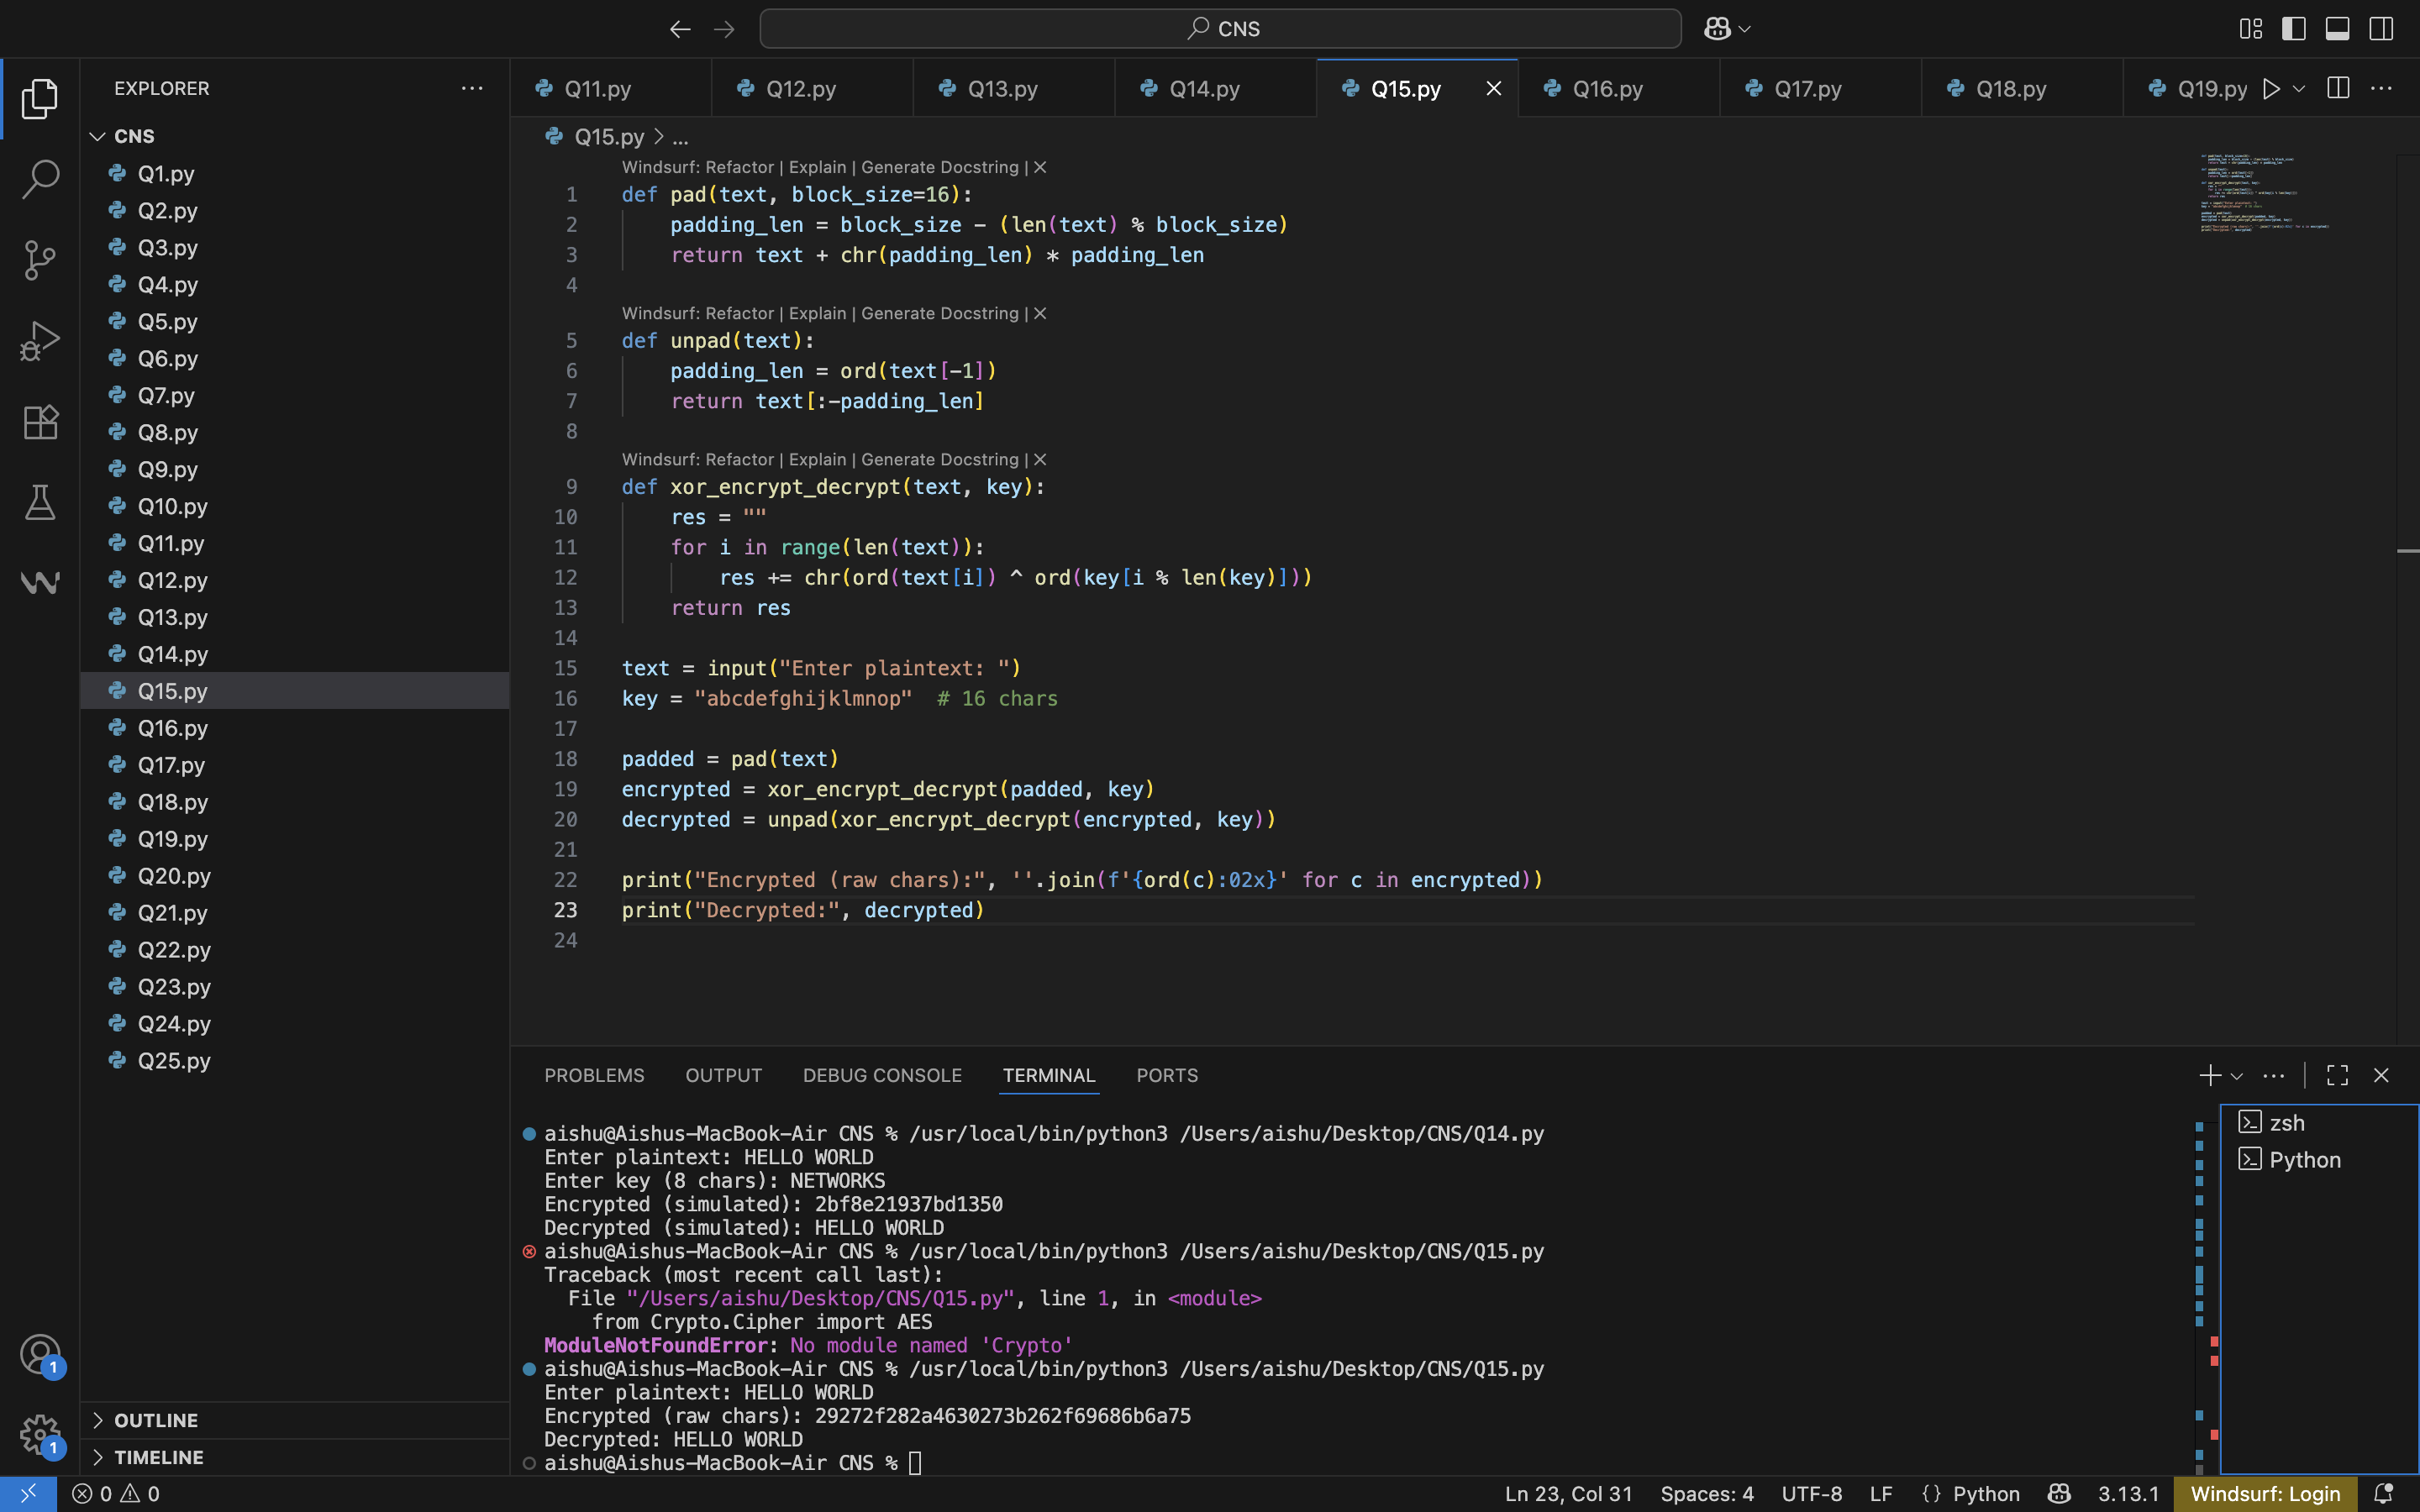 CNS
EXPLORER
CNS
Q1.py
Q2.py
Q3.py
Q4.py
Q5.py
Q6.py
Q7.py
Q8.py
Q9.py
Q10.py
Q11.py
Q12.py
Q13.py
Q14.py
Q15.py
Q16.py
Q17.py
Q18.py
Q19.py
Q20.py
Q21.py
Q22.py
Q23.py
Q24.py
Q25.py
OUTLINE
TIMELINE
1
1
Q11.py Q12.py Q13.py Q14.py Q15.py Q16.py Q17.py Q18.py Q19.py
Q15.py > ...
Windsurf: Refactor | Explain | Generate Docstring | ×
1 def pad(text, block_size=16):
2     padding_len = block_size - (len(text) % block_size)
3     return text + chr(padding_len) * padding_len
4
Windsurf: Refactor | Explain | Generate Docstring | ×
5 def unpad(text):
6     padding_len = ord(text[-1])
7     return text[:-padding_len]
8
Windsurf: Refactor | Explain | Generate Docstring | ×
9 def xor_encrypt_decrypt(text, key):
10     res = ""
11     for i in range(len(text)):
12         res += chr(ord(text[i]) ^ ord(key[i % len(key)]))
13     return res
14
15 text = input("Enter plaintext: ")
16 key = "abcdefghijklmnop"  # 16 chars
17
18 padded = pad(text)
19 encrypted = xor_encrypt_decrypt(padded, key)
20 decrypted = unpad(xor_encrypt_decrypt(encrypted, key))
21
22 print("Encrypted (raw chars):", ''.join(f'{ord(c):02x}' for c in encrypted))
23 print("Decrypted:", decrypted)
24
PROBLEMS OUTPUT DEBUG CONSOLE TERMINAL PORTS
aishu@Aishus-MacBook-Air CNS % /usr/local/bin/python3 /Users/aishu/Desktop/CNS/Q14.py
Enter plaintext: HELLO WORLD
Enter key (8 chars): NETWORKS
Encrypted (simulated): 2bf8e21937bd1350
Decrypted (simulated): HELLO WORLD
aishu@Aishus-MacBook-Air CNS % /usr/local/bin/python3 /Users/aishu/Desktop/CNS/Q15.py
Traceback (most recent call last):
  File "/Users/aishu/Desktop/CNS/Q15.py", line 1, in <module>
    from Crypto.Cipher import AES
ModuleNotFoundError: No module named 'Crypto'
aishu@Aishus-MacBook-Air CNS % /usr/local/bin/python3 /Users/aishu/Desktop/CNS/Q15.py
Enter plaintext: HELLO WORLD
Encrypted (raw chars): 29272f282a4630273b262f69686b6a75
Decrypted: HELLO WORLD
aishu@Aishus-MacBook-Air CNS %
zsh
Python
0 0
Ln 23, Col 31 Spaces: 4 UTF-8 LF {} Python 3.13.1 Windsurf: Login